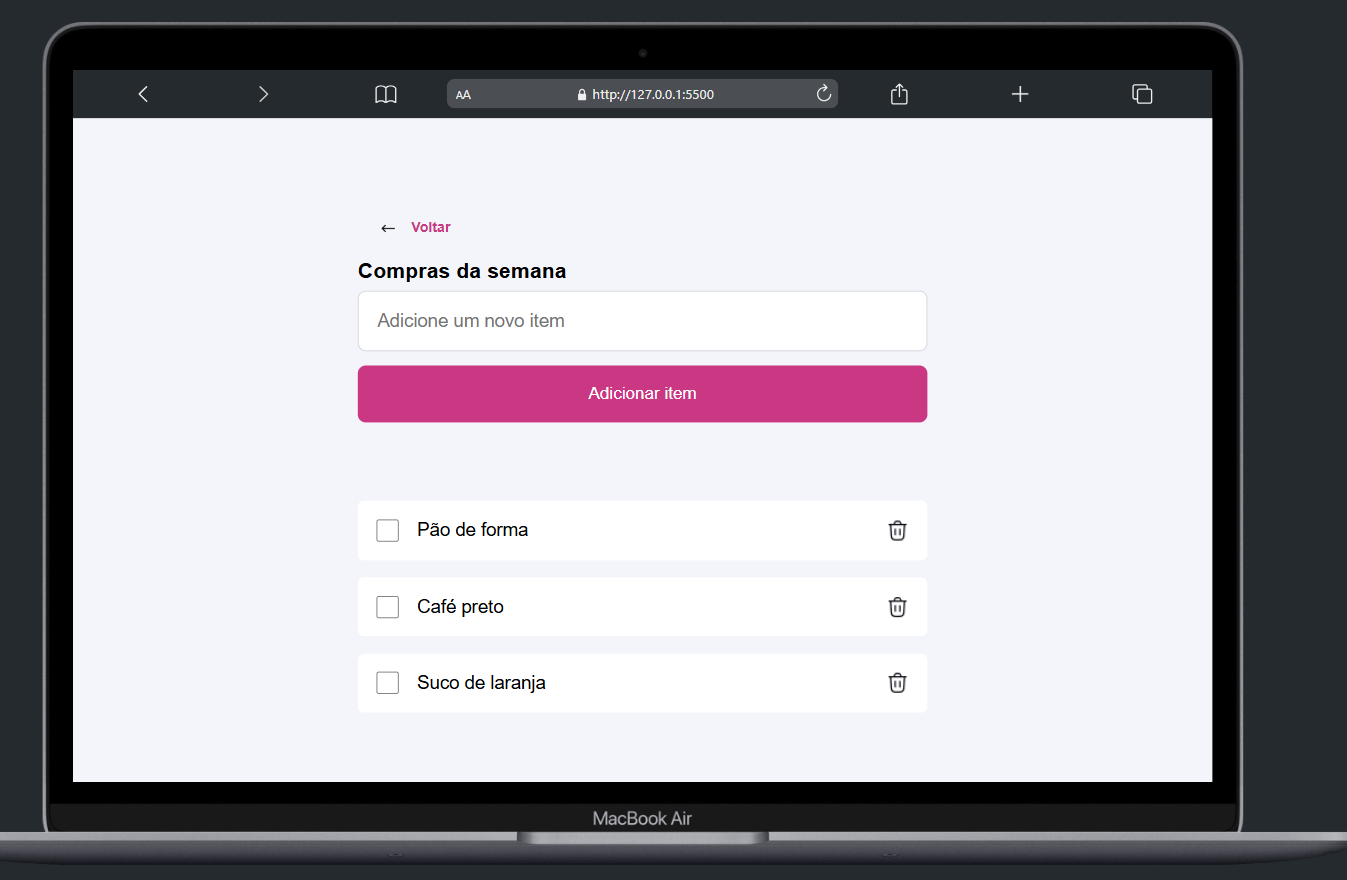 AA http://127.0.0.1:5500
Voltar
Compras da semana
Adicione um novo item
Adicionar item
Pão de forma
Café preto
Suco de laranja
MacBook Air